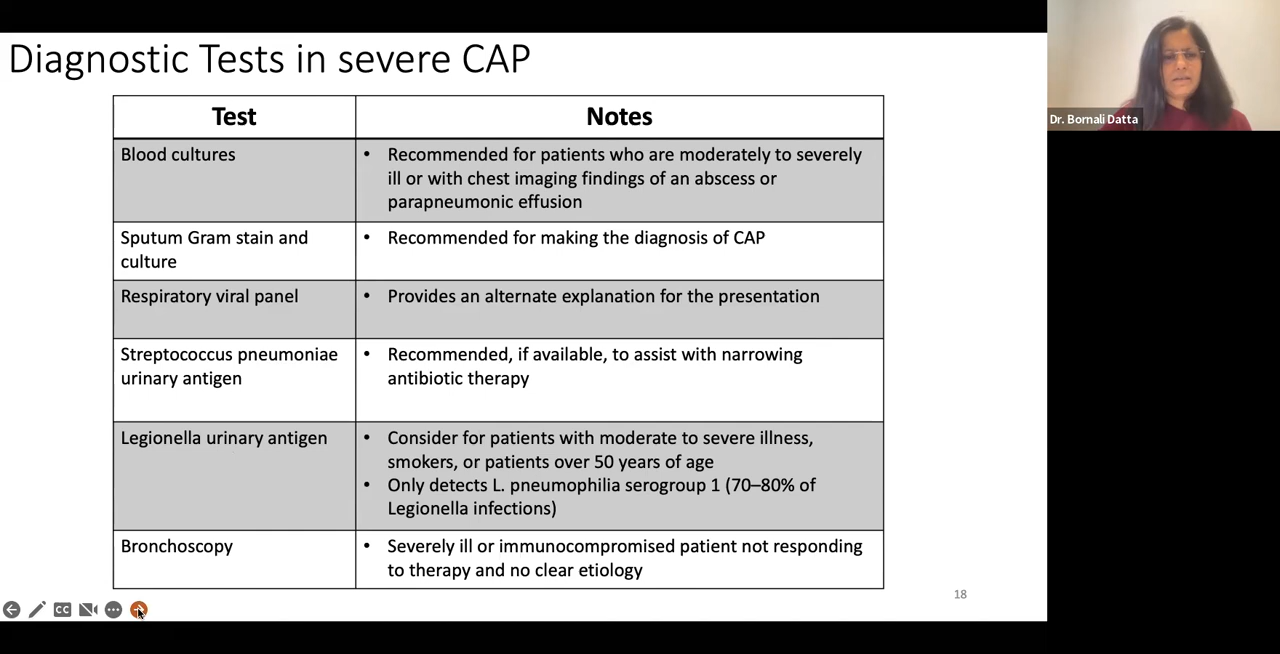 Diagnostic Tests in severe CAP
Test
Notes
Blood cultures
• Recommended for patients who are moderately to severely
ill or with chest imaging findings of an abscess or
parapneumonic effusion
Sputum Gram stain and
culture
• Recommended for making the diagnosis of CAP
Respiratory viral panel
• Provides an alternate explanation for the presentation
Streptococcus pneumoniae
urinary antigen
• Recommended, if available, to assist with narrowing
antibiotic therapy
Legionella urinary antigen
• Consider for patients with moderate to severe illness,
smokers, or patients over 50 years of age
• Only detects L. pneumophilia serogroup 1 (70–80% of
Legionella infections)
Bronchoscopy
• Severely ill or immunocompromised patient not responding
to therapy and no clear etiology
18
CC
Dr. Bornali Datta